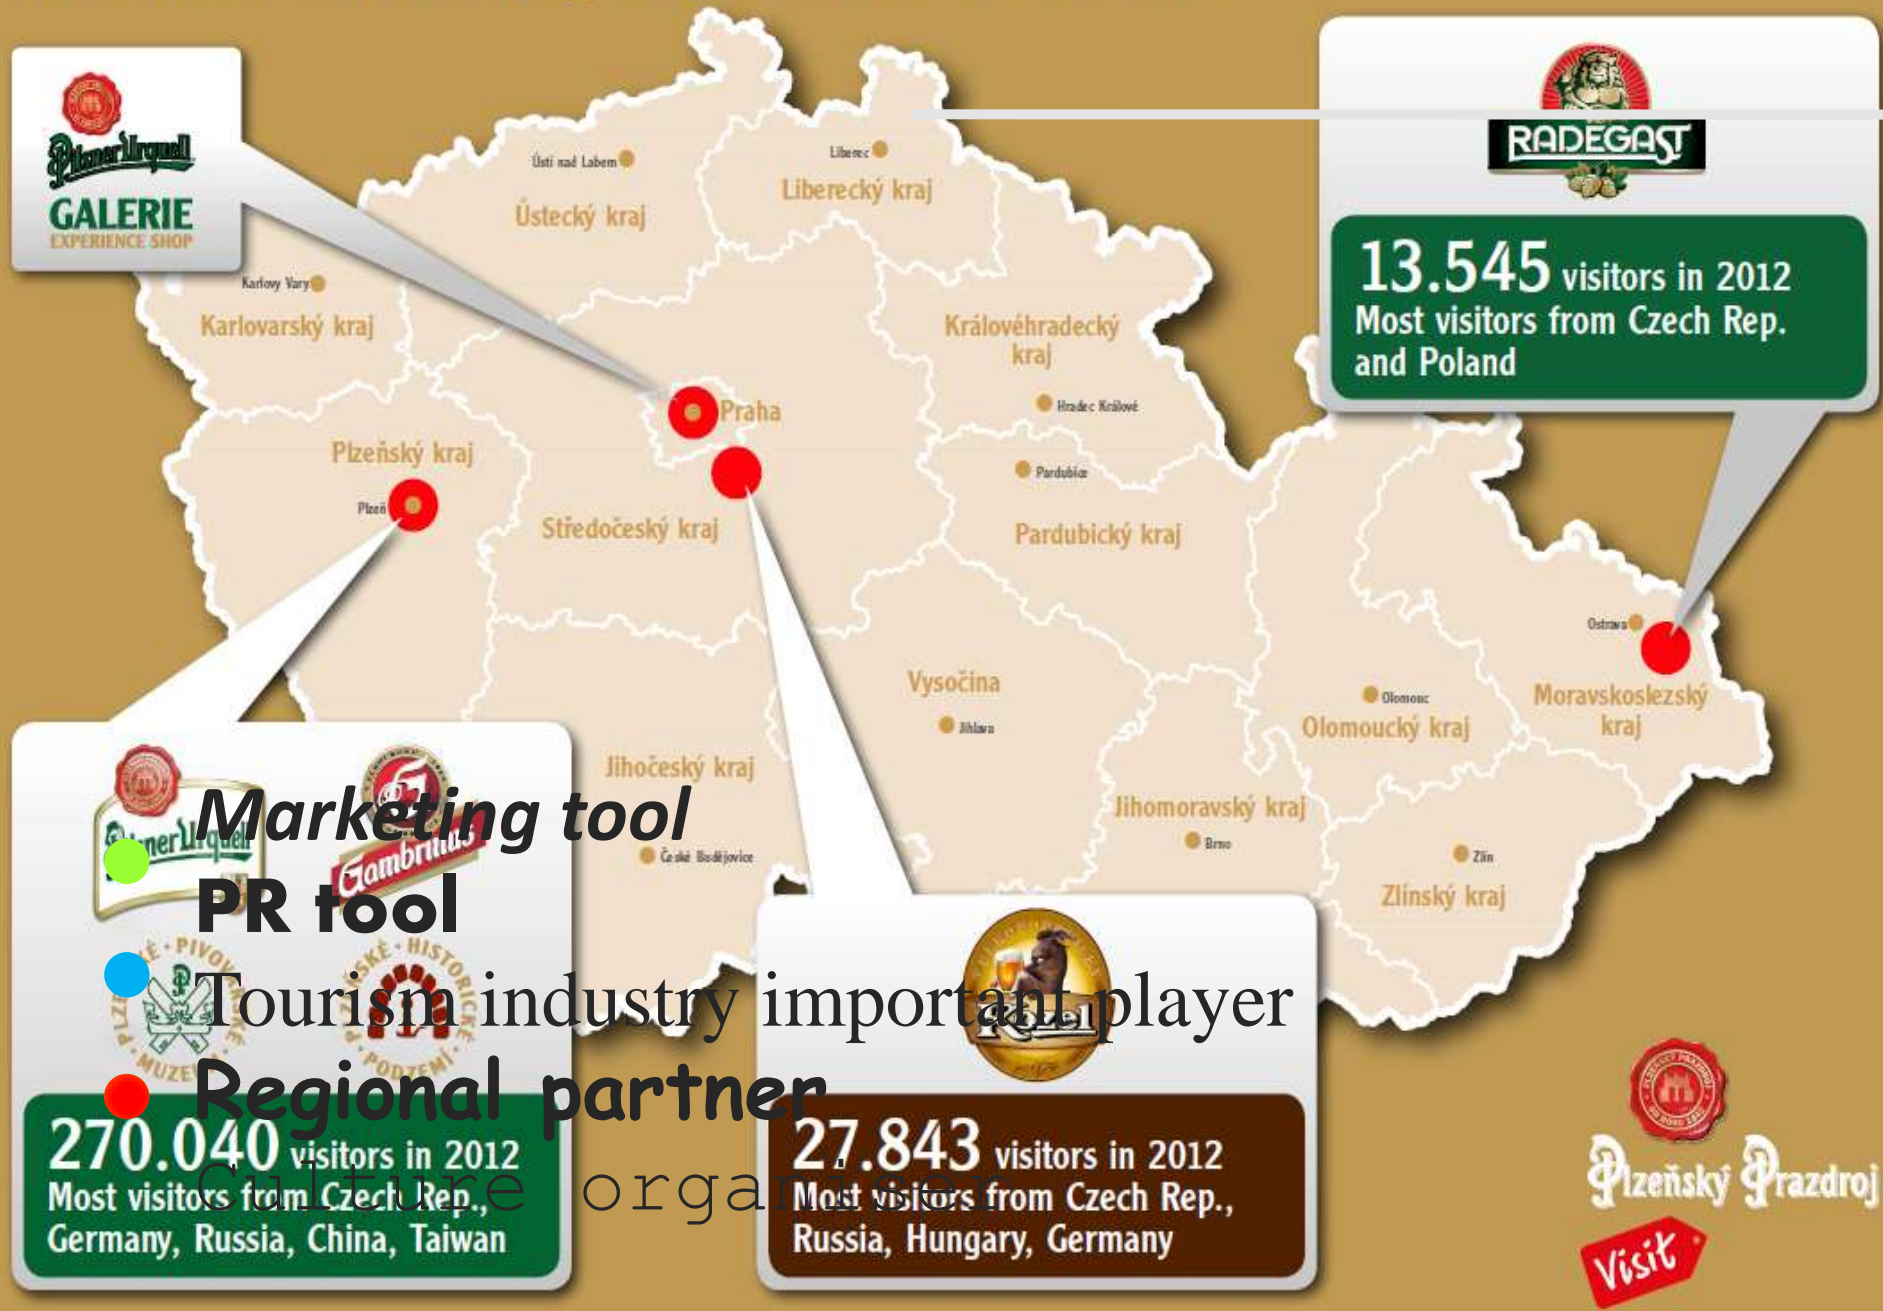 Pilsner Urquell
GALERIE
EXPERIENCE SHOP
RADEGAST
13.545 visitors in 2012
Most visitors from Czech Rep.
and Poland
Ústí nad Labem
Ústecký kraj
Liberec
Liberecký kraj
Karlovy Vary
Karlovarský kraj
Královéhradecký
kraj
Hradec Králové
Praha
Plzeňský kraj
Plzeň
Středočeský kraj
Pardubice
Pardubický kraj
Ostrava
Moravskoslezský
kraj
Olomouc
Olomoucký kraj
Vysočina
Jihlava
Jihočeský kraj
České Budějovice
Jihomoravský kraj
Brno
Zlín
Zlínský kraj
Pilsner Urquell
Gambrinus
Marketing tool
PR tool
Tourism industry important player
Regional partner
Culture organiser
HISTORICKÉ
PODZEMÍ
Kozel
270.040 visitors in 2012
Most visitors from Czech Rep.,
Germany, Russia, China, Taiwan
27.843 visitors in 2012
Most visitors from Czech Rep.,
Russia, Hungary, Germany
Plzeňský Prazdroj
Visit